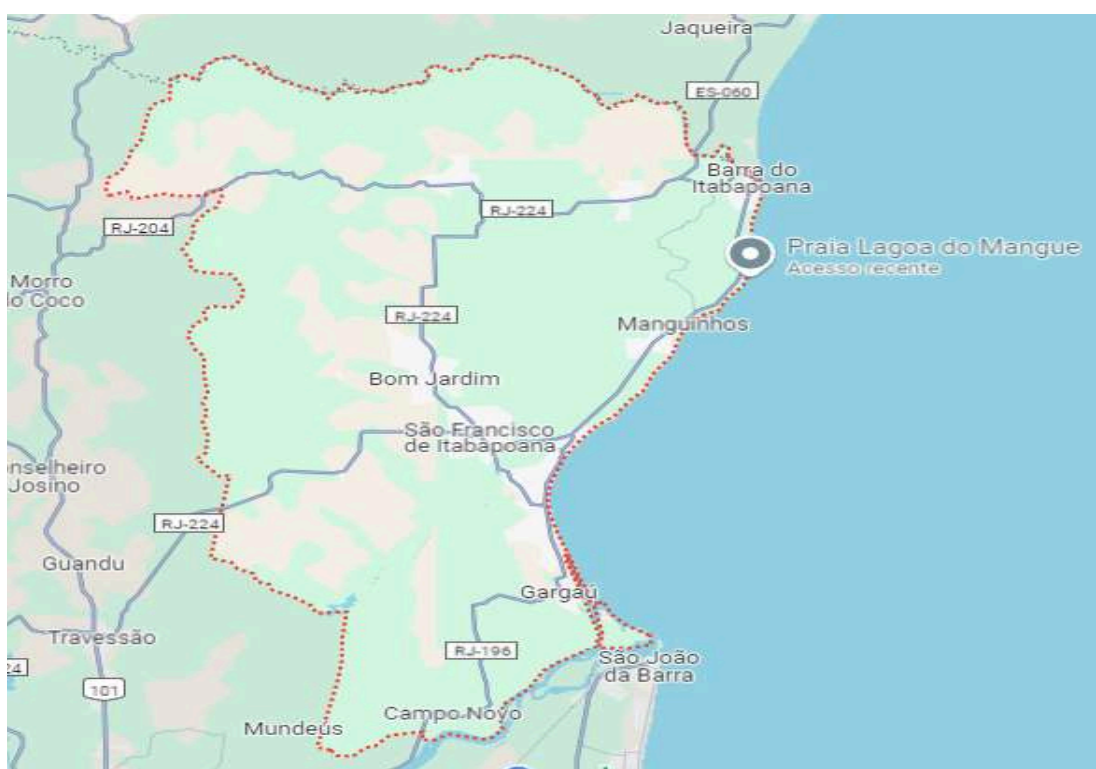 Jaqueira
ES-060
Barra do
Itabapoana
RJ-224
RJ-204
Praia Lagoa do Mangue
Acesso recente
Morro
do Coco
RJ-224
Manguinhos
Bom Jardim
São Francisco
de Itabapoana
onselheiro
Josino
RJ-224
Guandu
Gargaú
Travessão
RJ-196
São João
da Barra
24
101
Campo Novo
Mundeús